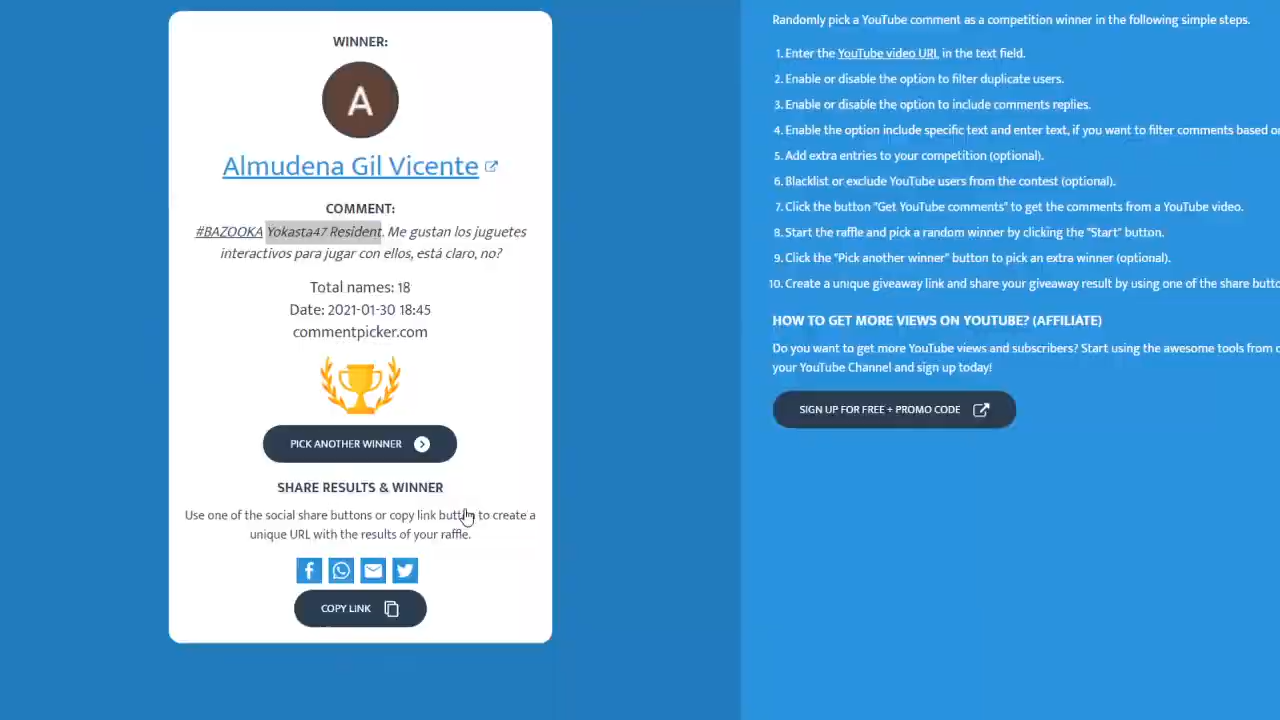 WINNER:
A
Almudena Gil Vicente
COMMENT:
#BAZOOKA Yokasta47 Resident. Me gustan los juguetes
interactivos para jugar con ellos, está claro, no?
Total names: 18
Date: 2021-01-30 18:45
commentpicker.com
PICK ANOTHER WINNER
SHARE RESULTS & WINNER
Use one of the social share buttons or copy link button to create a
unique URL with the results of your raffle.
COPY LINK
Randomly pick a YouTube comment as a competition winner in the following simple steps.
1. Enter the YouTube video URL in the text field.
2. Enable or disable the option to filter duplicate users.
3. Enable or disable the option to include comments replies.
4. Enable the option include specific text and enter text, if you want to filter comments based
5. Add extra entries to your competition (optional).
6. Blacklist or exclude YouTube users from the contest (optional).
7. Click the button "Get YouTube comments" to get the comments from a YouTube video.
8. Start the raffle and pick a random winner by clicking the "Start" button.
9. Click the "Pick another winner" button to pick an extra winner (optional).
10. Create a unique giveaway link and share your giveaway result by using one of the share
HOW TO GET MORE VIEWS ON YOUTUBE? (AFFILIATE)
Do you want to get more YouTube views and subscribers? Start using the awesome tools from
your YouTube Channel and sign up today!
SIGN UP FOR FREE + PROMO CODE